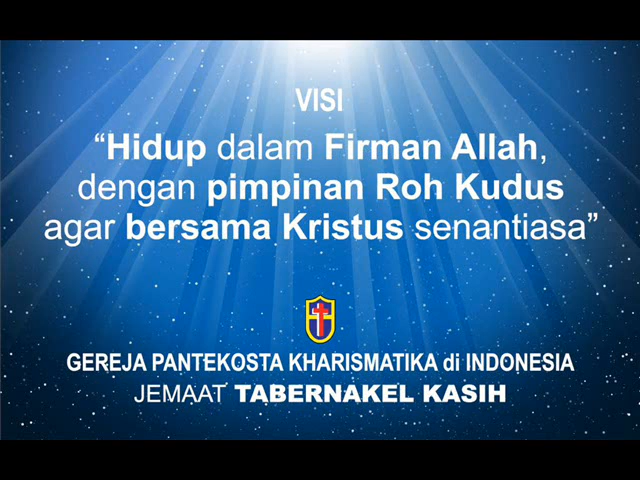 VISI
“Hidup dalam Firman Allah,
dengan pimpinan Roh Kudus
agar bersama Kristus senantiasa”
GEREJA PANTEKOSTA KHARISMATIKA di INDONESIA
JEMAAT TABERNAKEL KASIH